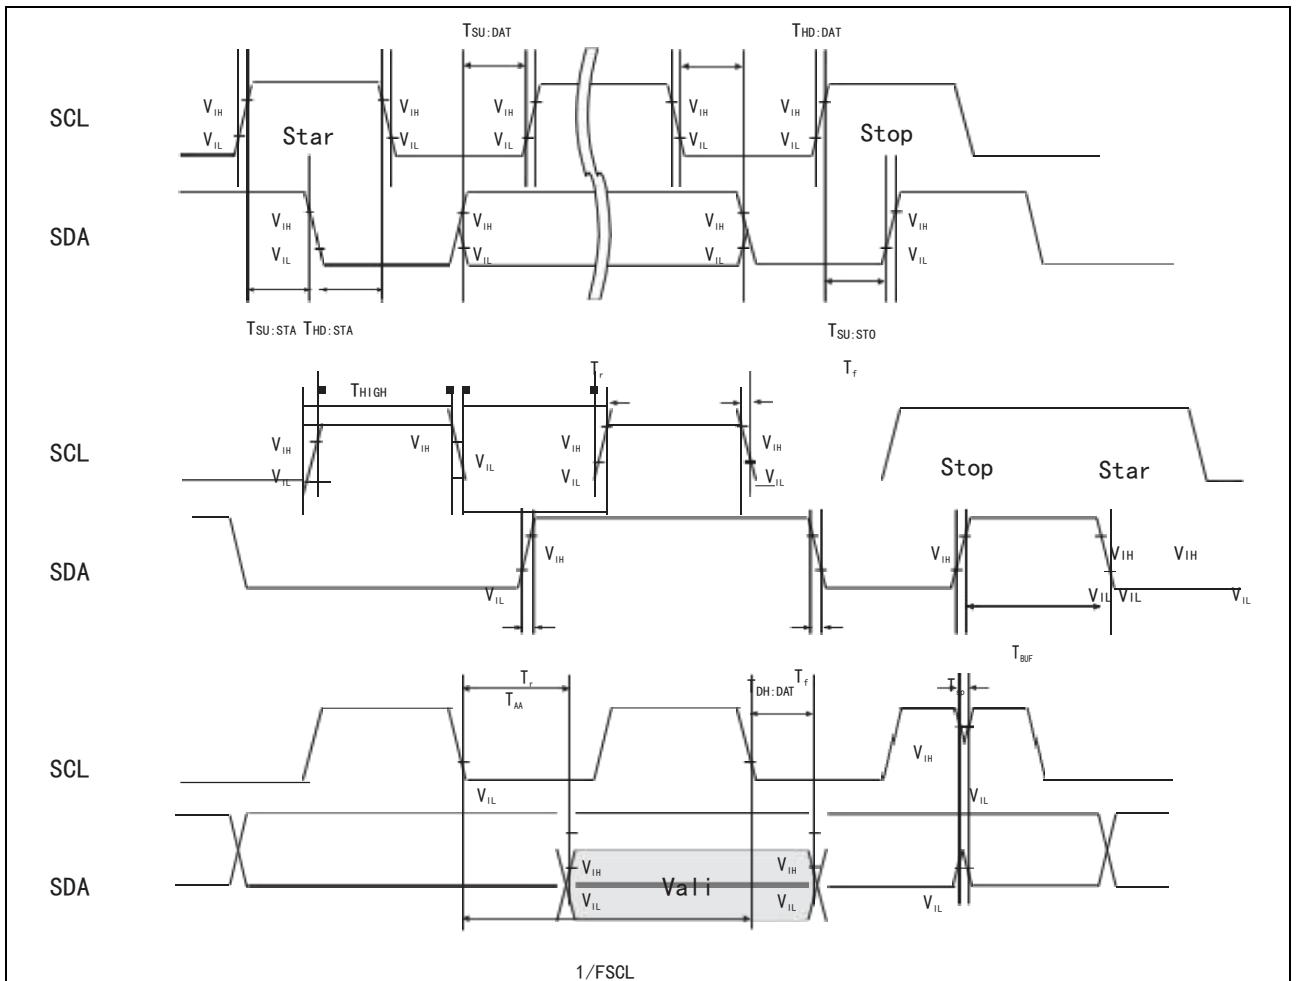 TSU:DAT THD:DAT
SCL VIH VIH VIH VIH VIH
VIL Star VIL VIL VIL VIL Stop
SDA VIH VIH VIH VIH
VIL VIL VIL VIL
TSU:STA THD:STA TSU:STO
Tr Tf
THIGH
SCL VIH VIH VIH VIH
VIL VIL VIL VIL Stop Star
SDA VIH VIH VIH VIH
VIL VIL VIL VIL
TBUF
Tr Tf
TAA TDH:DAT Tsp
SCL VIH
VIL VIL
SDA VIH Vali VIH
VIL VIL VIL
1/FSCL